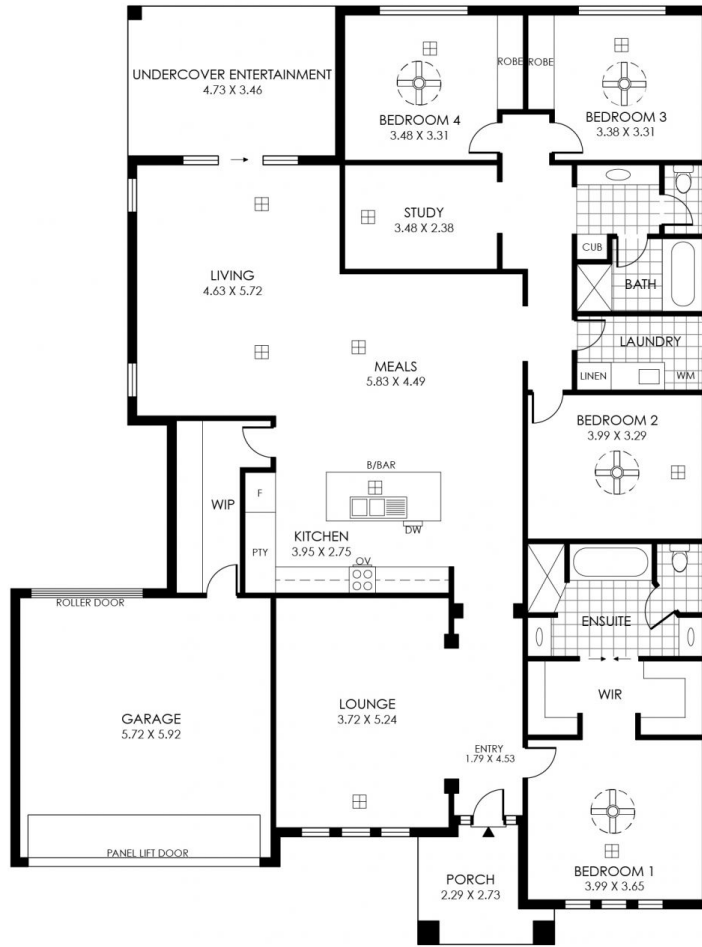 UNDERCOVER ENTERTAINMENT
4.73 X 3.46
ROBE
ROBE
BEDROOM 4
3.48 X 3.31
BEDROOM 3
3.38 X 3.31
STUDY
3.48 X 2.38
CUB
BATH
LIVING
4.63 X 5.72
LAUNDRY
LINEN
WM
MEALS
5.83 X 4.49
BEDROOM 2
3.99 X 3.29
B/BAR
F
WIP
DW
KITCHEN
3.95 X 2.75
PTY
OV
ROLLER DOOR
ENSUITE
WIR
LOUNGE
3.72 X 5.24
GARAGE
5.72 X 5.92
ENTRY
1.79 X 4.53
PANEL LIFT DOOR
PORCH
2.29 X 2.73
BEDROOM 1
3.99 X 3.65